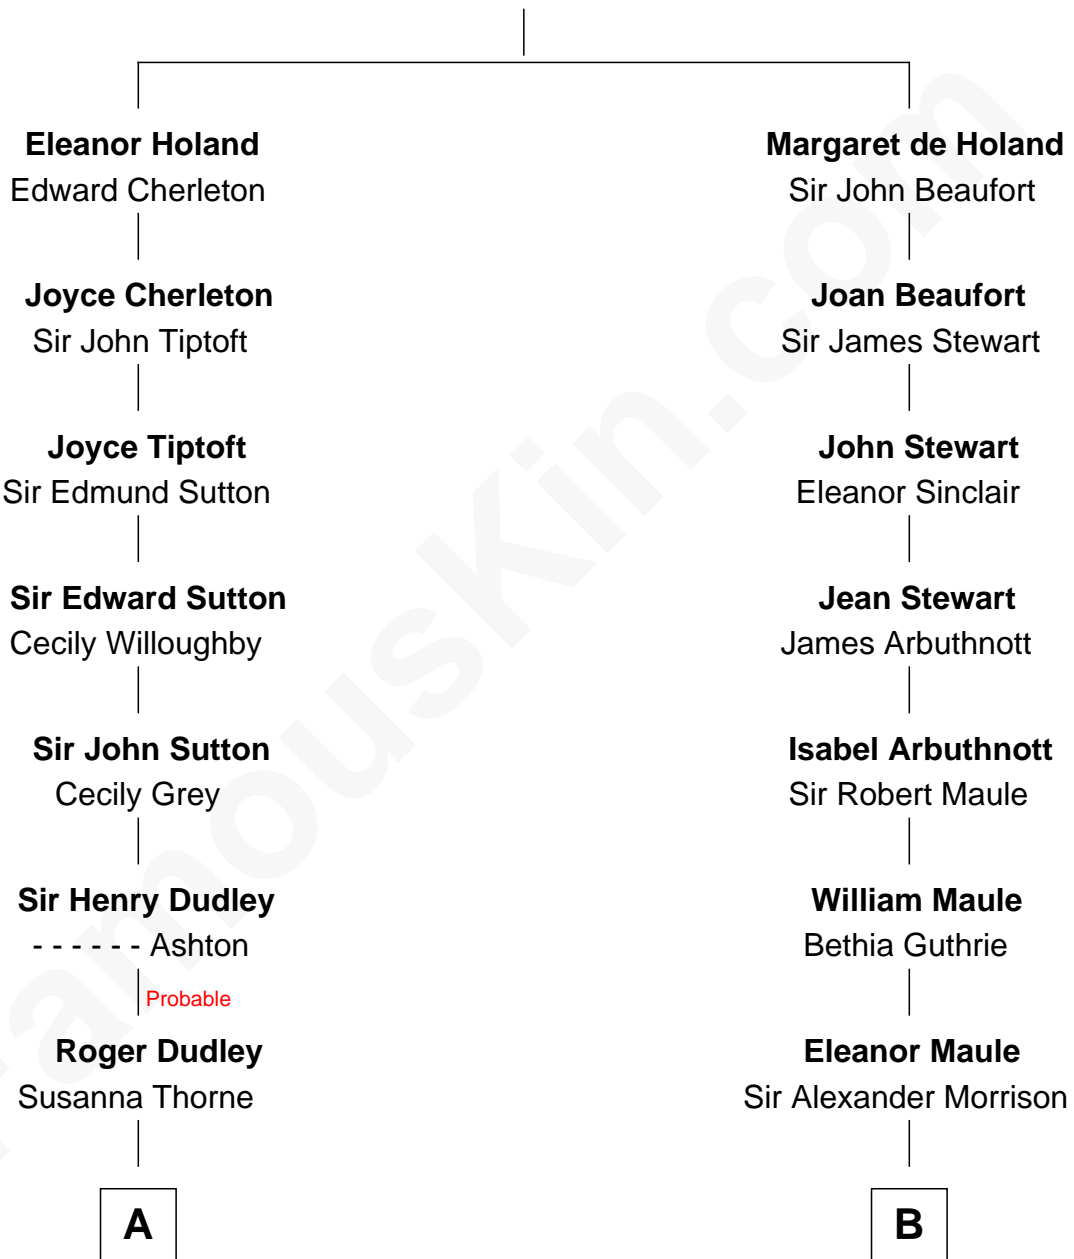 Eleanor Holand
Edward Cherleton
Joyce Cherleton
Sir John Tiptoft
Joyce Tiptoft
Sir Edmund Sutton
Sir Edward Sutton
Cecily Willoughby
Sir John Sutton
Cecily Grey
Sir Henry Dudley
- - - - - - Ashton
Probable
Roger Dudley
Susanna Thorne
A
Margaret de Holand
Sir John Beaufort
Joan Beaufort
Sir James Stewart
John Stewart
Eleanor Sinclair
Jean Stewart
James Arbuthnott
Isabel Arbuthnott
Sir Robert Maule
William Maule
Bethia Guthrie
Eleanor Maule
Sir Alexander Morrison
B
FamousKin.com